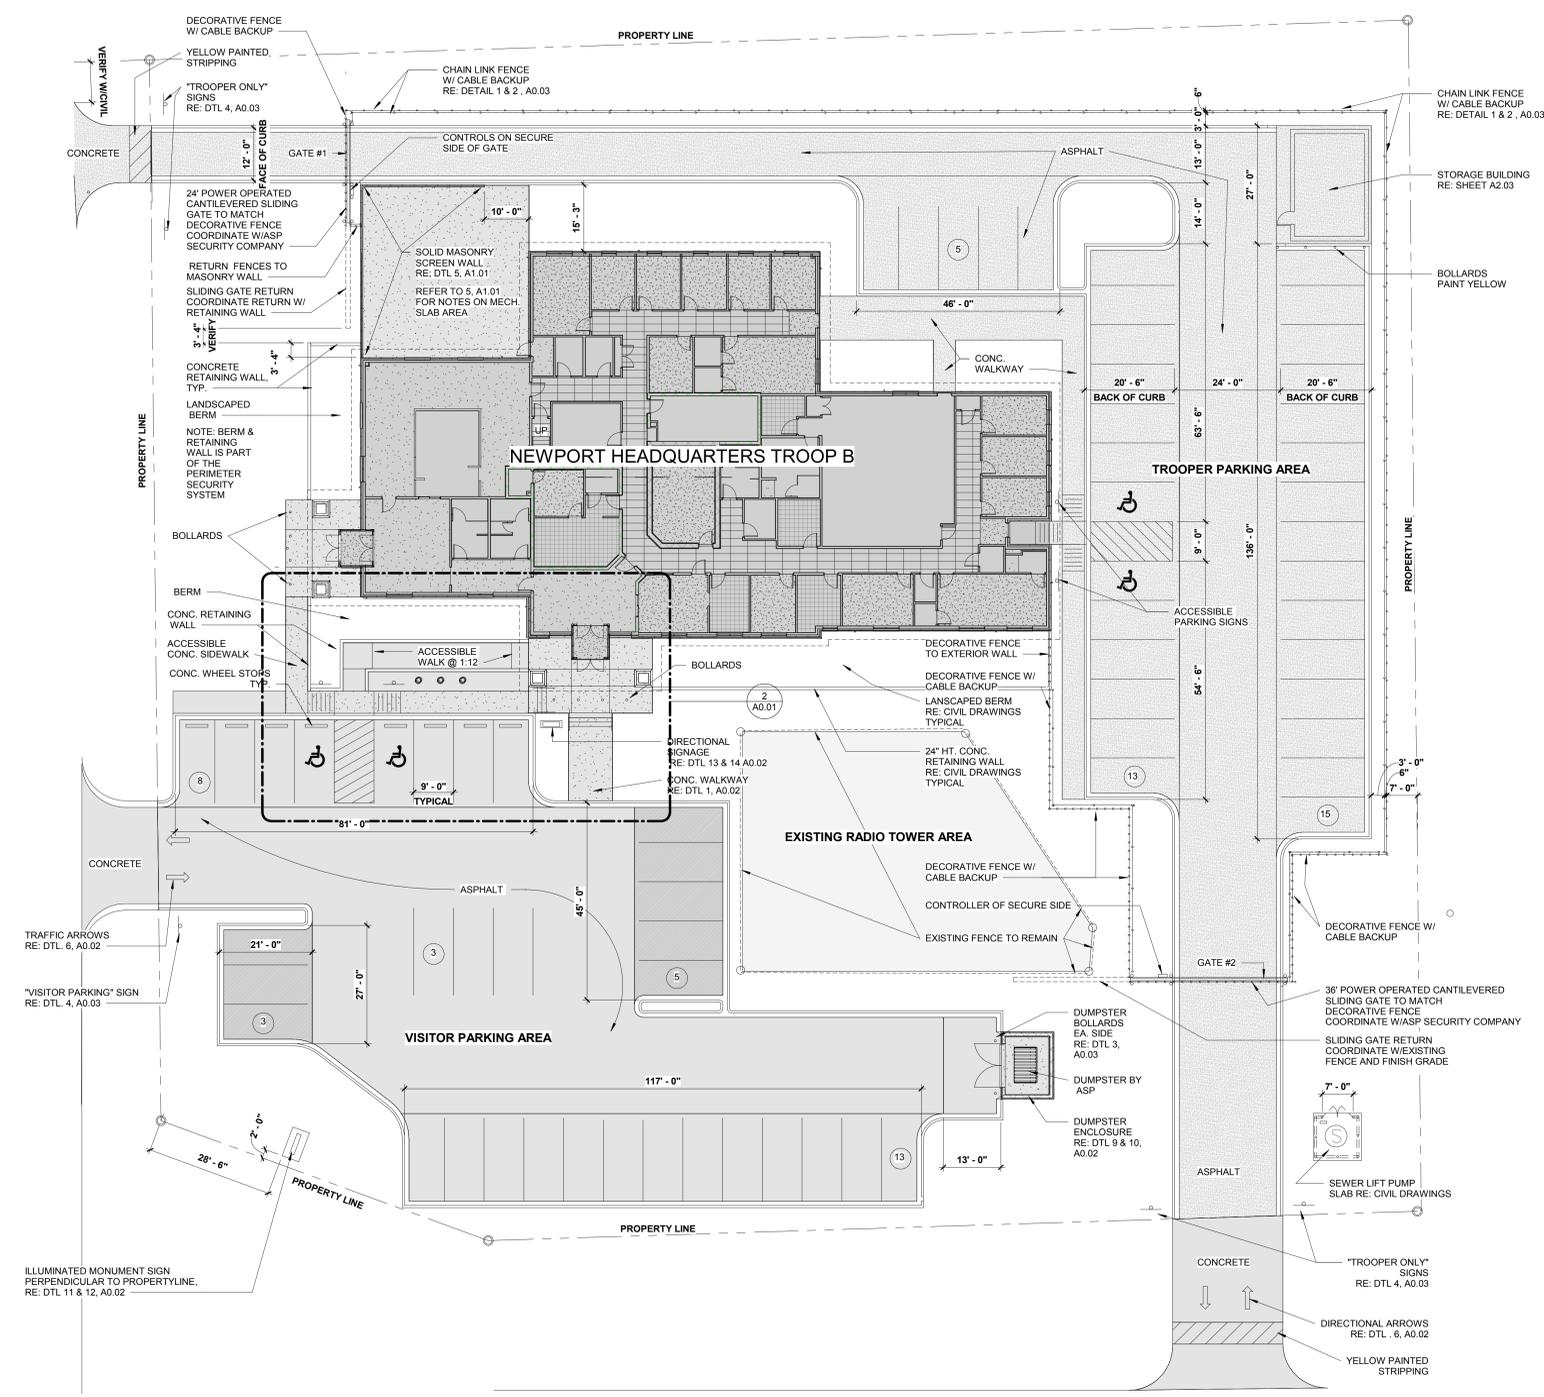 DECORATIVE FENCE
W/ CABLE BACKUP
YELLOW PAINTED
STRIPPING
VERIFY W/CIVIL
"TROOPER ONLY"
SIGNS
RE: DTL 4, A0.03
PROPERTY LINE
CHAIN LINK FENCE
W/ CABLE BACKUP
RE: DETAIL 1 & 2 , A0.03
CHAIN LINK FENCE
W/ CABLE BACKUP
RE: DETAIL 1 & 2 , A0.03
6"
3' - 0"
13' - 0"
CONCRETE
12' - 0"
FACE OF CURB
GATE #1
CONTROLS ON SECURE
SIDE OF GATE
ASPHALT
STORAGE BUILDING
RE: SHEET A2.03
24' POWER OPERATED
CANTILEVERED SLIDING
GATE TO MATCH
DECORATIVE FENCE
COORDINATE W/ASP
SECURITY COMPANY
10' - 0"
15' - 3"
14' - 0"
27' - 0"
SOLID MASONRY
SCREEN WALL
RE; DTL 5, A1.01
REFER TO 5, A1.01
FOR NOTES ON MECH.
SLAB AREA
5
RETURN FENCES TO
MASONRY WALL
SLIDING GATE RETURN
COORDINATE RETURN W/
RETAINING WALL
BOLLARDS
PAINT YELLOW
46' - 0"
3' - 4"
VERIFY
3' - 4"
CONC.
WALKWAY
CONCRETE
RETAINING WALL,
TYP.
20' - 6"
BACK OF CURB
24' - 0"
20' - 6"
BACK OF CURB
LANDSCAPED
BERM
NOTE: BERM &
RETAINING
WALL IS PART
OF THE
PERIMETER
SECURITY
SYSTEM
PROPERTY LINE
UP
NEWPORT HEADQUARTERS TROOP B
63' - 6"
TROOPER PARKING AREA
BOLLARDS
9' - 0"
136' - 0"
PROPERTY LINE
BERM
CONC. RETAINING
WALL
ACCESSIBLE
CONC. SIDEWALK
CONC. WHEEL STOPS
TYP.
ACCESSIBLE
WALK @ 1:12
BOLLARDS
ACCESSIBLE
PARKING SIGNS
DECORATIVE FENCE
TO EXTERIOR WALL
DECORATIVE FENCE W/
CABLE BACKUP
LANSCAPED BERM
RE: CIVIL DRAWINGS
TYPICAL
54' - 6"
2
A0.01
DIRECTIONAL
SIGNAGE
RE: DTL 13 & 14 A0.02
CONC. WALKWAY
RE: DTL 1, A0.02
24" HT. CONC.
RETAINING WALL
RE: CIVIL DRAWINGS
TYPICAL
8
9' - 0"
TYPICAL
81' - 0"
13
15
3' - 0"
6"
7' - 0"
EXISTING RADIO TOWER AREA
CONCRETE
ASPHALT
45' - 0"
DECORATIVE FENCE W/
CABLE BACKUP
CONTROLLER OF SECURE SIDE
EXISTING FENCE TO REMAIN
DECORATIVE FENCE W/
CABLE BACKUP
TRAFFIC ARROWS
RE: DTL. 6, A0.02
21' - 0"
3
27' - 0"
5
GATE #2
"VISITOR PARKING" SIGN
RE: DTL. 4, A0.03
3
VISITOR PARKING AREA
36' POWER OPERATED CANTILEVERED
SLIDING GATE TO MATCH
DECORATIVE FENCE
COORDINATE W/ASP SECURITY COMPANY
SLIDING GATE RETURN
COORDINATE W/EXISTING
FENCE AND FINISH GRADE
DUMPSTER
BOLLARDS
EA. SIDE
RE: DTL 3,
A0.03
DUMPSTER BY
ASP
DUMPSTER
ENCLOSURE
RE: DTL 9 & 10,
A0.02
117' - 0"
7' - 0"
S
2' - 0"
28' - 6"
PROPERTY LINE
13
13' - 0"
ASPHALT
SEWER LIFT PUMP
SLAB RE: CIVIL DRAWINGS
PROPERTY LINE
ILLUMINATED MONUMENT SIGN
PERPENDICULAR TO PROPERTYLINE,
RE: DTL 11 & 12, A0.02
CONCRETE
"TROOPER ONLY"
SIGNS
RE: DTL 4, A0.03
DIRECTIONAL ARROWS
RE: DTL . 6, A0.02
YELLOW PAINTED
STRIPPING